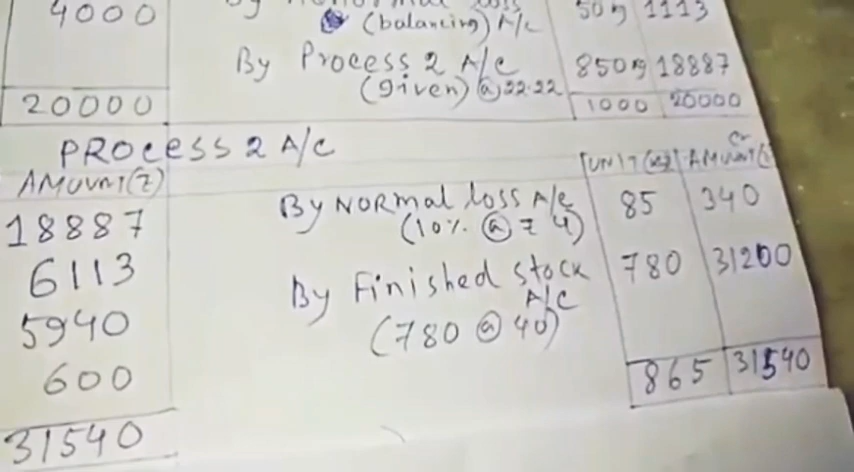 4000
(balancing) A/c 50 1113
By Process 2 A/c 850 18887
(given) @ 22.22
20000 1000 20000
PROCESS 2 A/C
Cr
AMOUNT(₹) UNIT AMOUNT(
18887 By NORmal loss A/c 85 340
(10% @ ₹ 4)
6113 By Finished stock 780 31200
A/C
5940 (780 @ 40)
600 865 31540
31540